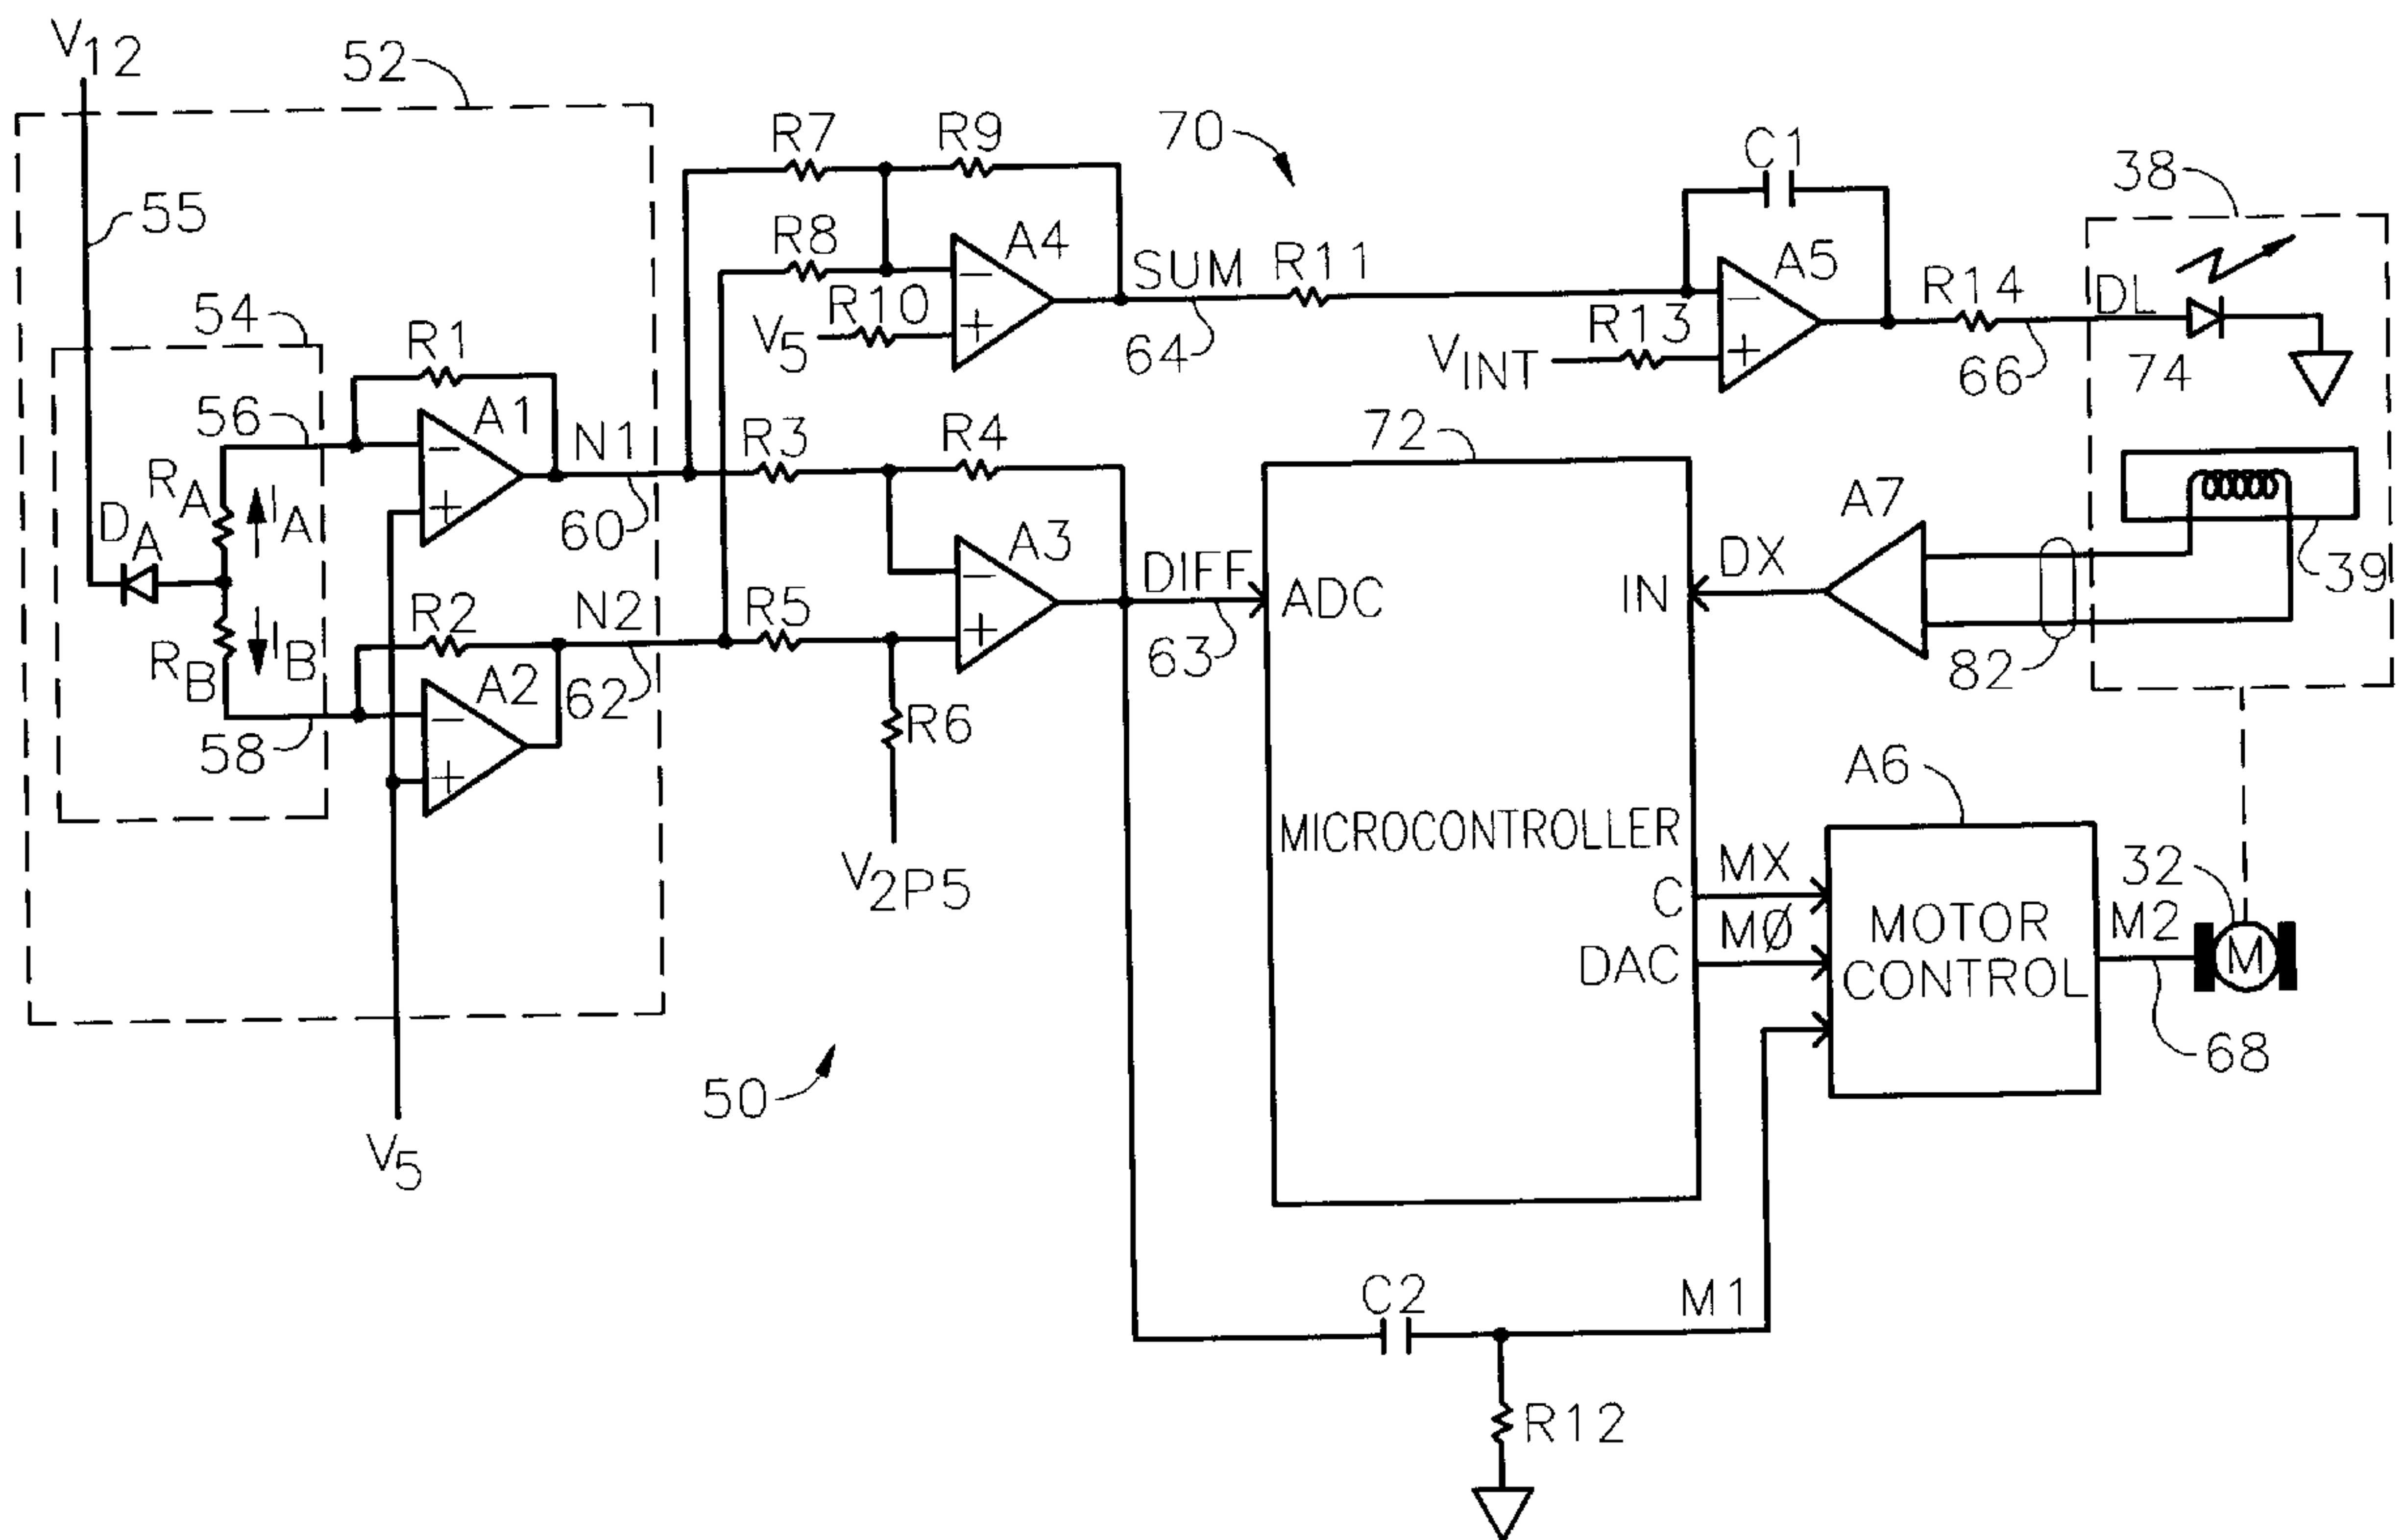 V12
52
55
54
56
R1
A1
N1
60
RA
IA
DA
RB
IB
R2
N2
62
A2
58
V5
50
R7
R9
R8
A4
R10
V5
SUM
64
R11
70
C1
A5
R13
VINT
R14
66
38
DL
74
R3
R4
A3
DIFF
63
R5
R6
V2P5
72
ADC
IN
MICROCONTROLLER
C
DAC
DX
A7
82
39
MX
MØ
A6
MOTOR
CONTROL
M2
32
M
68
C2
M1
R12